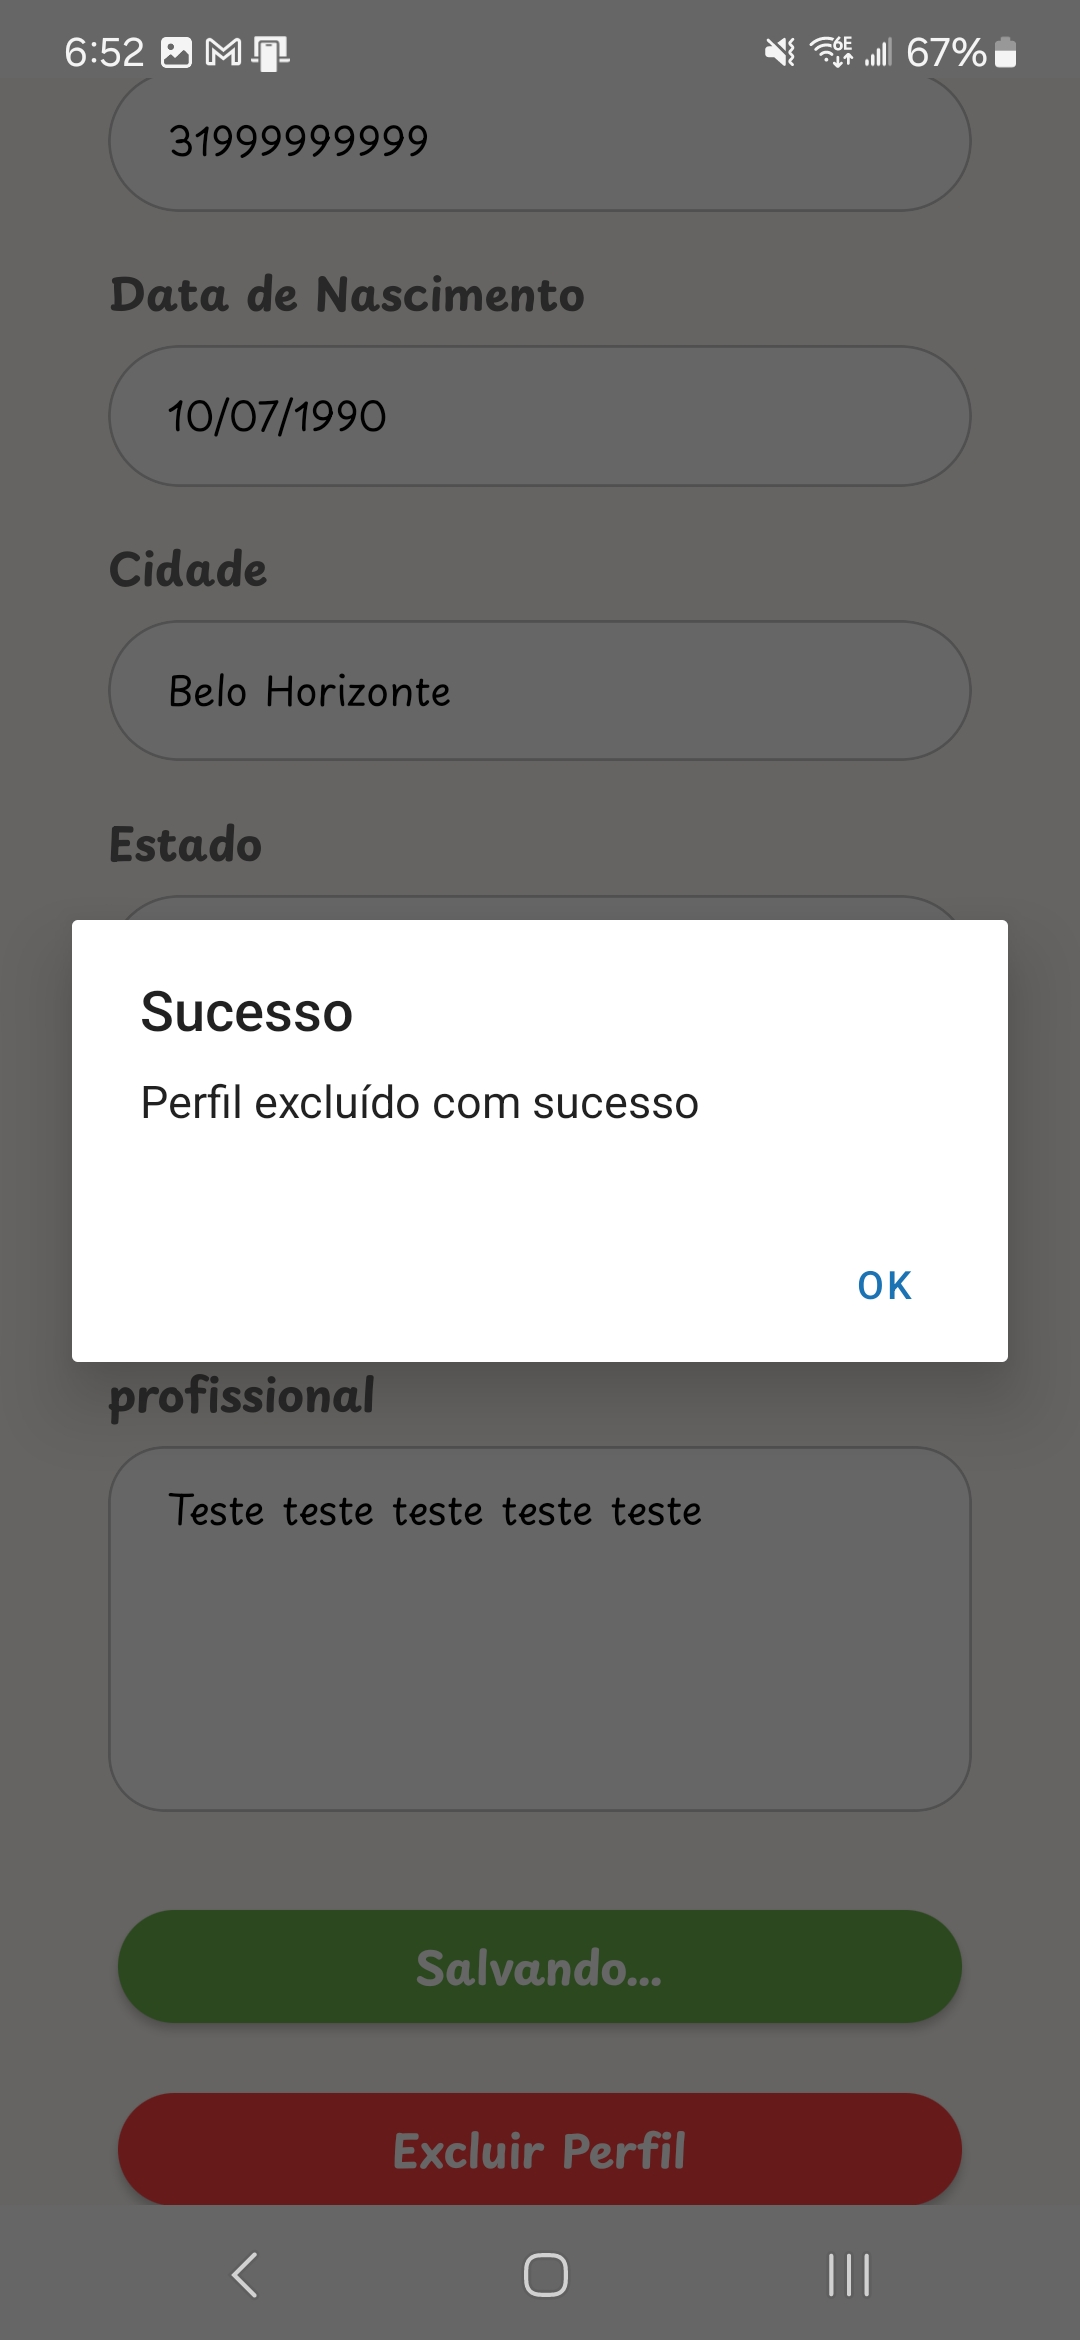 6:52 6E 67%
31999999999
Data de Nascimento
10/07/1990
Cidade
Belo Horizonte
Estado
Sucesso
Perfil excluído com sucesso
OK
profissional
Teste teste teste teste teste
Salvando...
Excluir Perfil